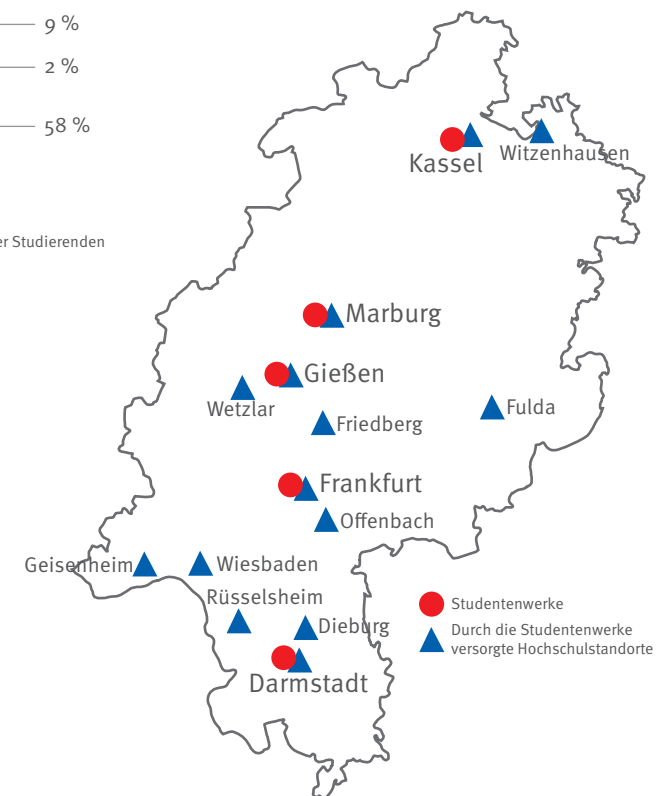 9 %
2 %
58 %
er Studierenden
Kassel
Witzenhausen
Marburg
Gießen
Wetzlar
Friedberg
Fulda
Frankfurt
Offenbach
Geisenheim
Wiesbaden
Rüsselsheim
Dieburg
Darmstadt
Studentenwerke
Durch die Studentenwerke
versorgte Hochschulstandorte